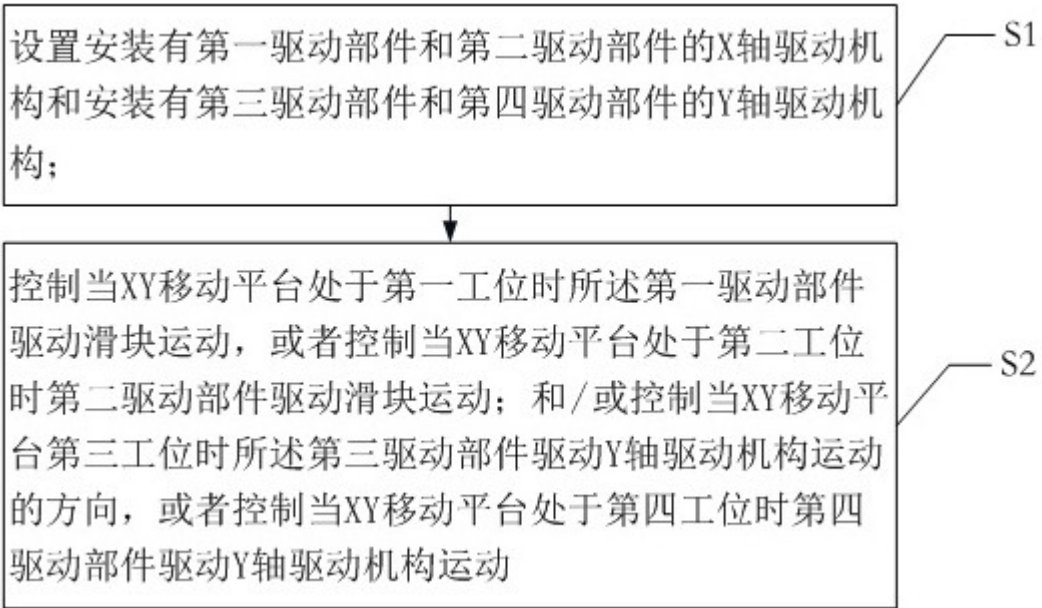 设置安装有第一驱动部件和第二驱动部件的X轴驱动机
构和安装有第三驱动部件和第四驱动部件的Y轴驱动机
构;
S1
控制当XY移动平台处于第一工位时所述第一驱动部件
驱动滑块运动，或者控制当XY移动平台处于第二工位
时第二驱动部件驱动滑块运动；和/或控制当XY移动平
台第三工位时所述第三驱动部件驱动Y轴驱动机构运动
的方向，或者控制当XY移动平台处于第四工位时第四
驱动部件驱动Y轴驱动机构运动
S2